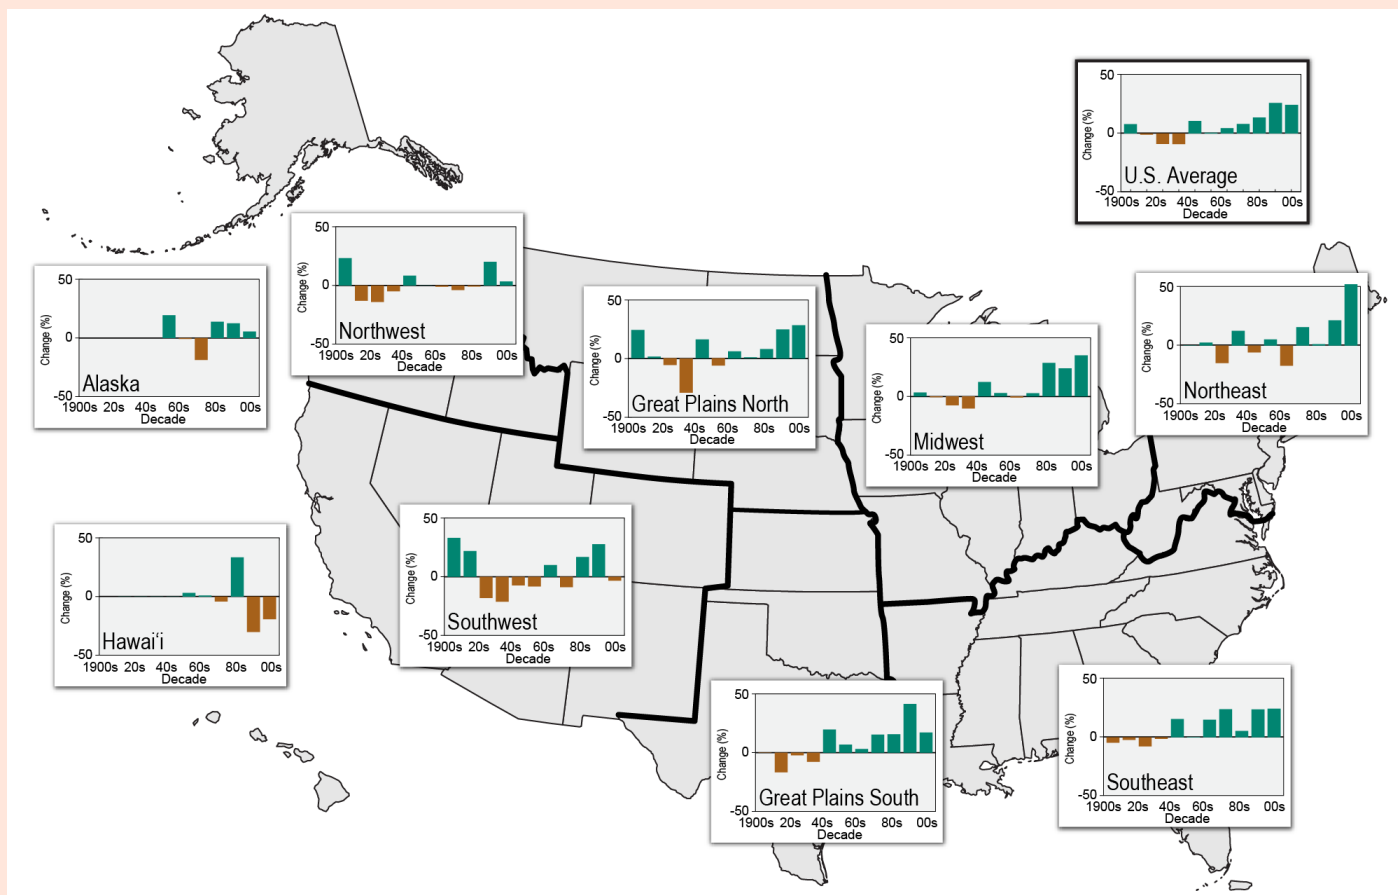 50
Change (%)
0
U.S. Average
-50
1900s 20s 40s 60s 80s 00s
Decade
50
Change (%)
0
Northwest
-50
1900s 20s 40s 60s 80s 00s
Decade
50
Change (%)
0
Alaska
-50
1900s 20s 40s 60s 80s 00s
Decade
50
Change (%)
0
Great Plains North
-50
1900s 20s 40s 60s 80s 00s
Decade
50
Change (%)
0
Midwest
-50
1900s 20s 40s 60s 80s 00s
Decade
50
Change (%)
0
Northeast
-50
1900s 20s 40s 60s 80s 00s
Decade
50
Change (%)
0
Hawai‘i
-50
1900s 20s 40s 60s 80s 00s
Decade
50
Change (%)
0
Southwest
-50
1900s 20s 40s 60s 80s 00s
Decade
50
Change (%)
0
Great Plains South
-50
1900s 20s 40s 60s 80s 00s
Decade
50
Change (%)
0
Southeast
-50
1900s 20s 40s 60s 80s 00s
Decade